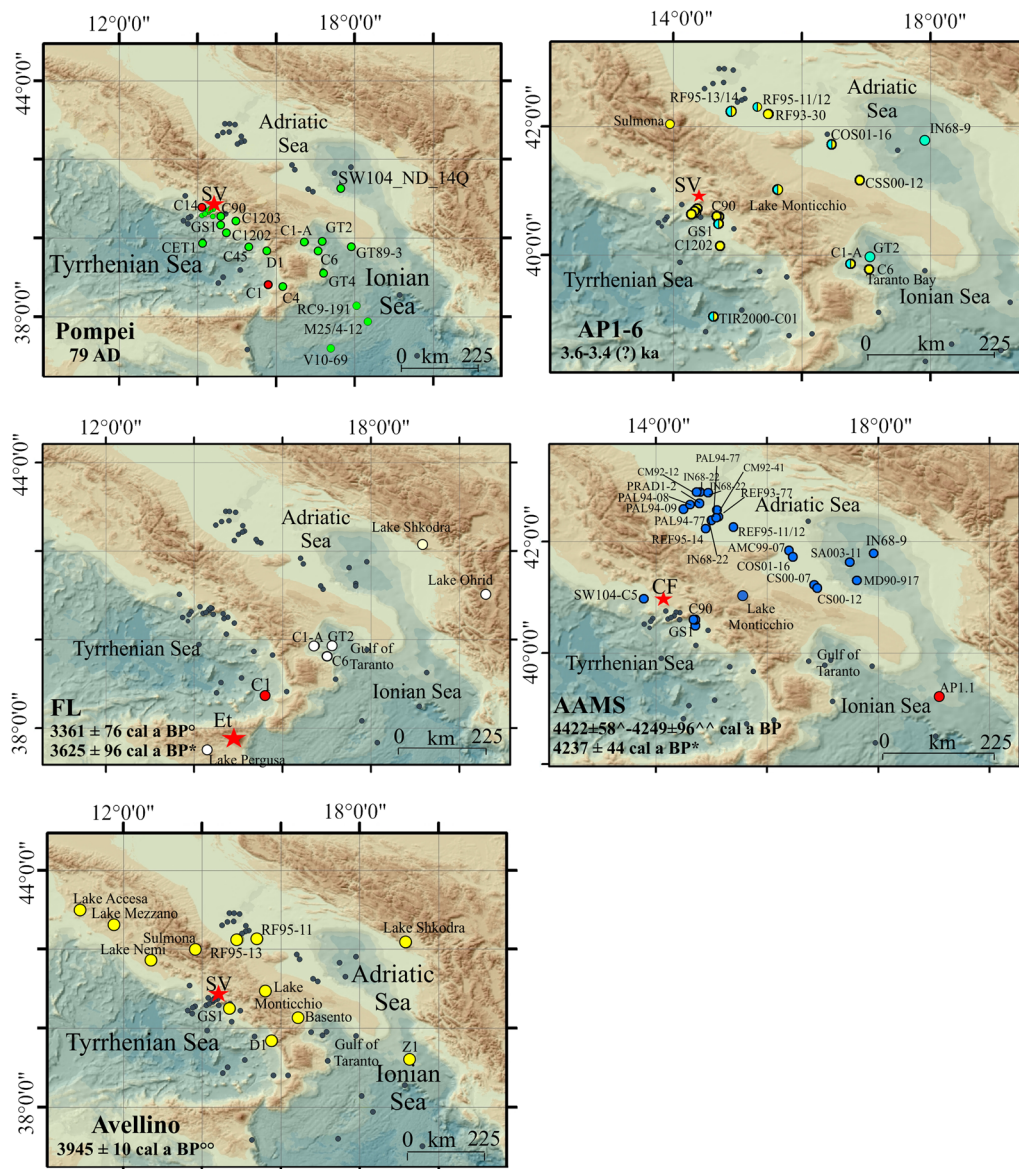 12°0'0"
18°0'0"
44°0'0"
38°0'0"
Adriatic
Sea
SW104_ND_14Q
SV
C14
C90
C1203
GS1
C1202
CET1
C45
D1
C1-A
GT2
C6
GT89-3
GT4
Tyrrhenian Sea
Ionian
Sea
C1
C4
RC9-191
M25/4-12
V10-69
Pompei
79 AD
0 km 225
14°0'0"
18°0'0"
42°0'0"
40°0'0"
Adriatic
Sea
RF95-13/14
RF95-11/12
RF93-30
Sulmona
COS01-16
IN68-9
CSS00-12
SV
Lake Monticchio
C90
GS1
C1202
C1-A
GT2
C6
Taranto Bay
Tyrrhenian Sea
Ionian Sea
TIR2000-C01
AP1-6
3.6-3.4 (?) ka
0 km 225
12°0'0"
18°0'0"
44°0'0"
38°0'0"
Adriatic
Sea
Lake Shkodra
Lake Ohrid
C1-A GT2
C6
Gulf of
Taranto
Tyrrhenian Sea
Ionian Sea
C1
Et
Lake Pergusa
FL
3361 ± 76 cal a BP°
3625 ± 96 cal a BP*
0 km 225
14°0'0"
18°0'0"
42°0'0"
40°0'0"
PAL94-77
CM92-12
IN68-22
CM92-41
PRAD1-2
IN68-22
REF93-77
PAL94-08
PAL94-09
PAL94-77
REF95-14
REF95-11/12
IN68-22
Adriatic Sea
AMC99-07
COS01-16
SA003-11
IN68-9
CS00-07
MD90-917
CS00-12
SW104-C5
CF
Lake
Monticchio
C90
GS1
Tyrrhenian Sea
Gulf of
Taranto
Ionian Sea
AP1.1
AAMS
4422±58^ -4249±96^^ cal a BP
4237 ± 44 cal a BP*
0 km 225
12°0'0"
18°0'0"
44°0'0"
38°0'0"
Lake Accesa
Lake Mezzano
Lake Nemi
Sulmona
RF95-13
RF95-11
Lake Shkodra
Adriatic
Sea
SV
GS1
Lake
Monticchio
Basento
D1
Gulf of
Taranto
Z1
Tyrrhenian Sea
Ionian
Sea
Avellino
3945 ± 10 cal a BP°°
0 km 225